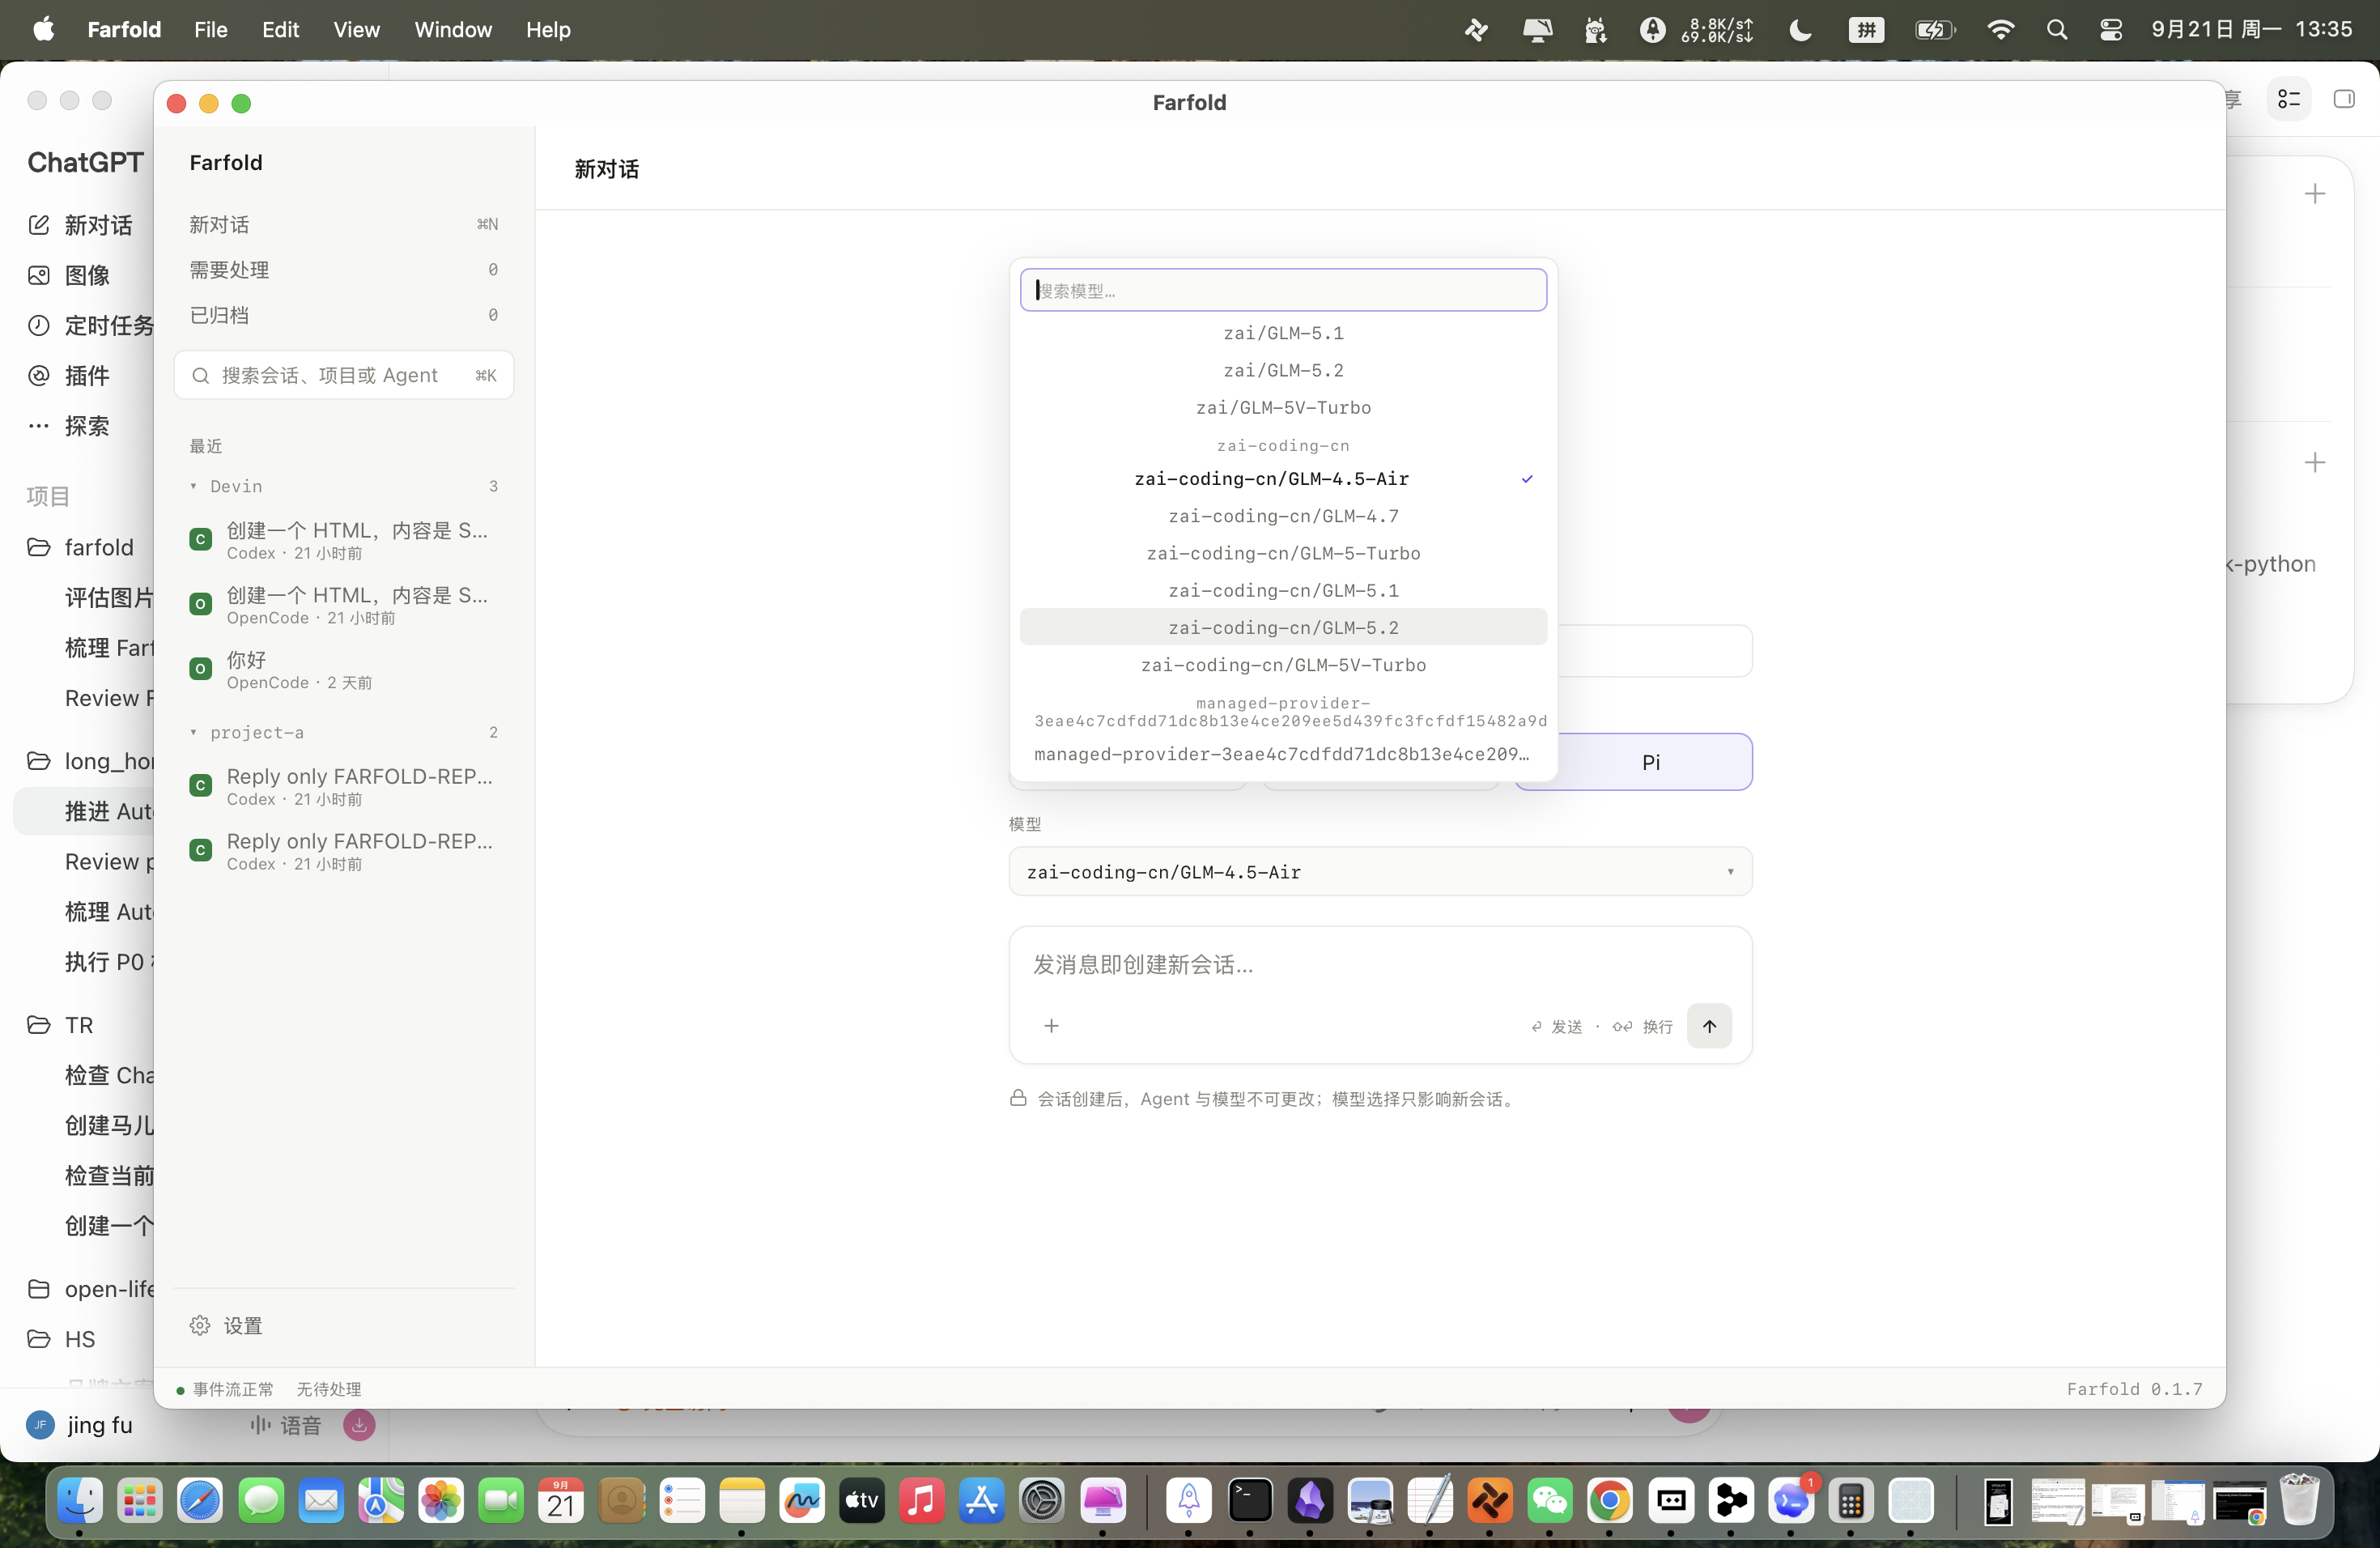 Farfold File Edit View Window Help
8.8K/s↑
69.0K/s↓
拼
9月21日 周一 13:35
Farfold
享
ChatGPT
新对话
图像
定时任务
插件
探索
项目
farfold
评估图片
梳理 Farf
Review F
long_hor
推进 Aut
Review p
梳理 Aut
执行 P0
TR
检查 Cha
创建马儿
检查当前
创建一个
open-life
HS
JF jing fu
语音
Farfold
新对话 ⌘N
需要处理 0
已归档 0
搜索会话、项目或 Agent ⌘K
最近
▾ Devin 3
C 创建一个 HTML，内容是 S...
Codex · 21 小时前
O 创建一个 HTML，内容是 S...
OpenCode · 21 小时前
O 你好
OpenCode · 2 天前
▾ project-a 2
C Reply only FARFOLD-REP...
Codex · 21 小时前
C Reply only FARFOLD-REP...
Codex · 21 小时前
设置
事件流正常 无待处理
新对话
搜索模型…
zai/GLM-5.1
zai/GLM-5.2
zai/GLM-5V-Turbo
zai-coding-cn
zai-coding-cn/GLM-4.5-Air ✓
zai-coding-cn/GLM-4.7
zai-coding-cn/GLM-5-Turbo
zai-coding-cn/GLM-5.1
zai-coding-cn/GLM-5.2
zai-coding-cn/GLM-5V-Turbo
managed-provider-
3eae4c7cdfdd71dc8b13e4ce209ee5d439fc3fcfdf15482a9d
managed-provider-3eae4c7cdfdd71dc8b13e4ce209…
Pi
模型
zai-coding-cn/GLM-4.5-Air ▾
发消息即创建新会话…
⏎ 发送 · ⇧⏎ 换行
会话创建后，Agent 与模型不可更改；模型选择只影响新会话。
Farfold 0.1.7
k-python
9月
21
tv
1